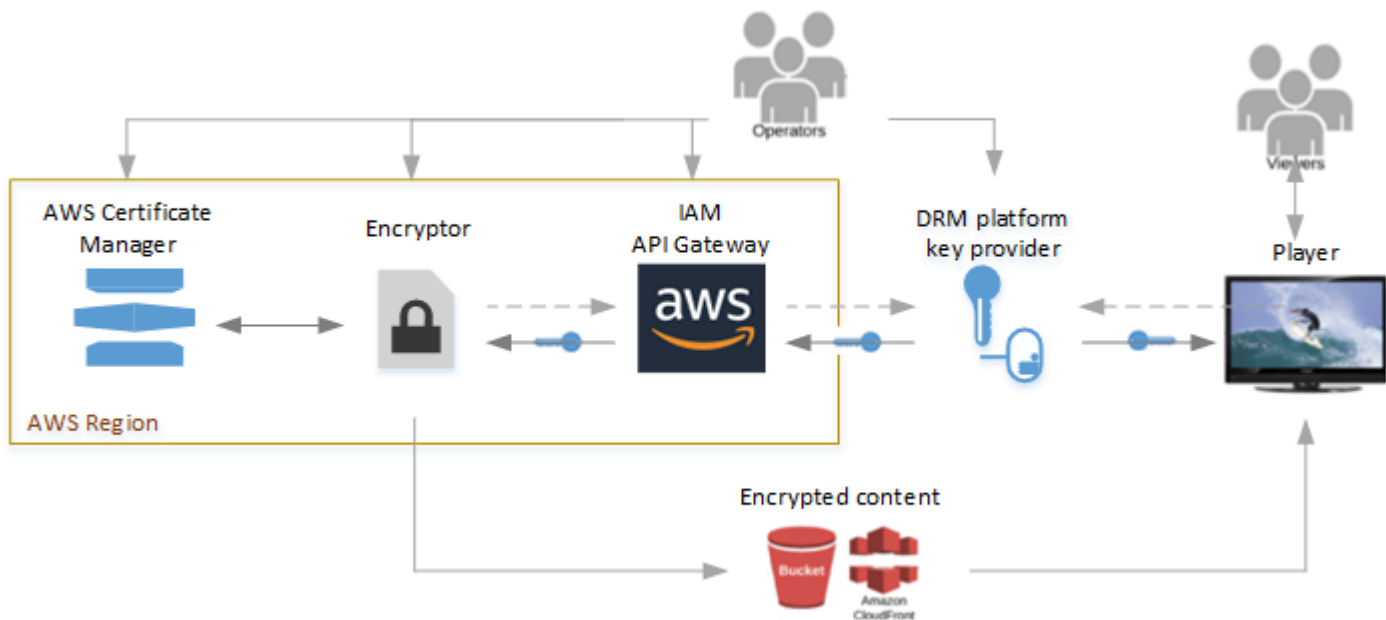 Operators
Viewers
AWS Certificate
Manager
Encryptor
IAM
API Gateway
aws
DRM platform
key provider
Player
AWS Region
Encrypted content
Bucket
Amazon
CloudFront